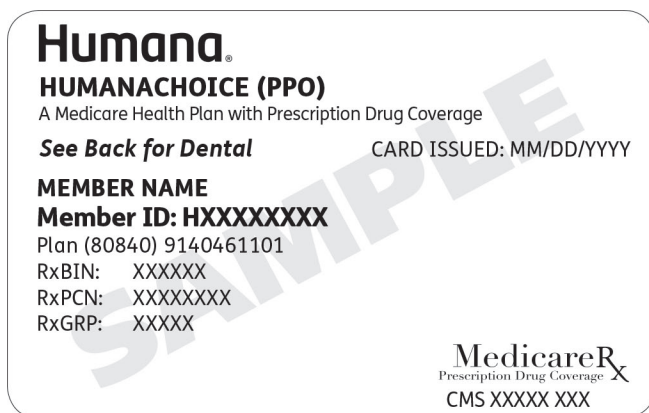 Humana®
HUMANACHOICE (PPO)
A Medicare Health Plan with Prescription Drug Coverage
See Back for Dental CARD ISSUED: MM/DD/YYYY
MEMBER NAME
Member ID: HXXXXXXXX
Plan (80840) 9140461101
RxBIN: XXXXXX
RxPCN: XXXXXXXX
RxGRP: XXXXX
SAMPLE
MedicareRx
Prescription Drug Coverage
CMS XXXXX XXX